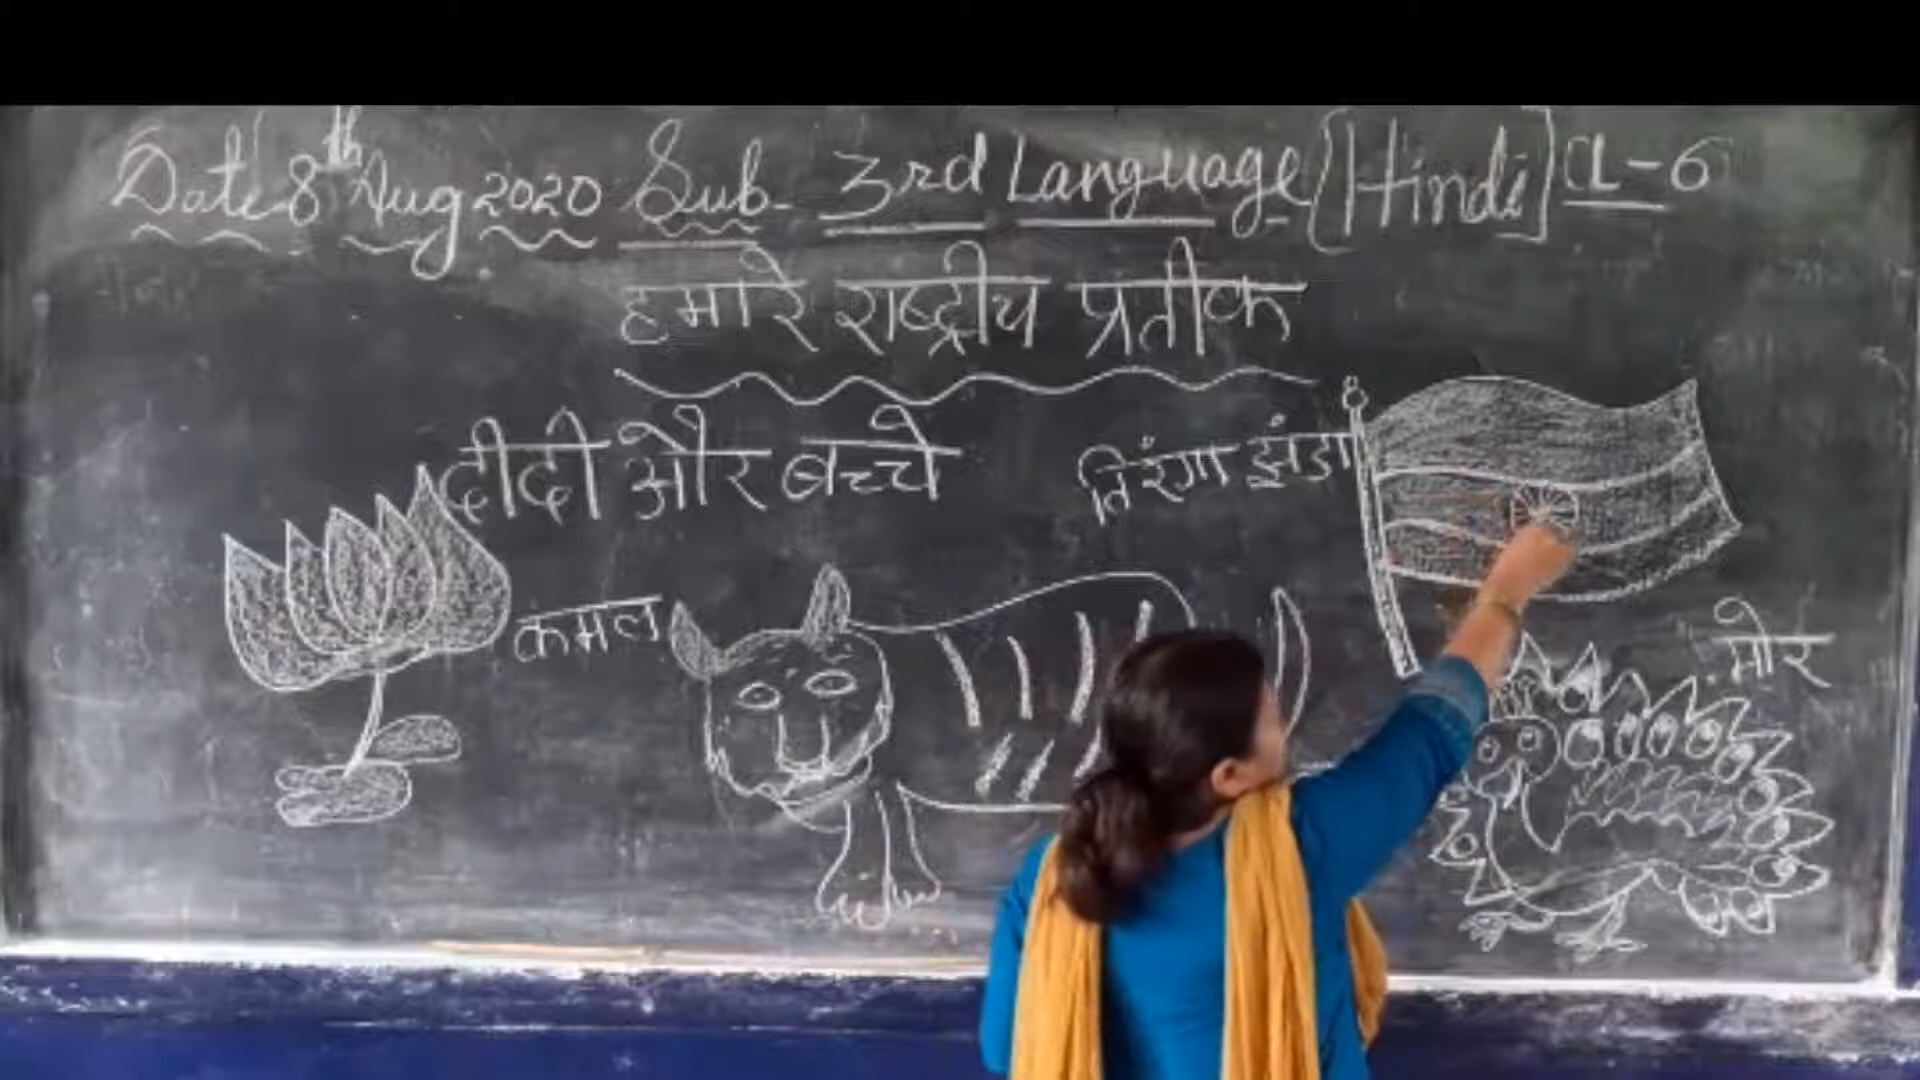 Date 8th Aug 2020 Sub- 3rd Language [Hindi] CL-6
हमारे राष्ट्रीय प्रतीक
दीदी और बच्चे
तिरंगा झंडा
कमल
मोर